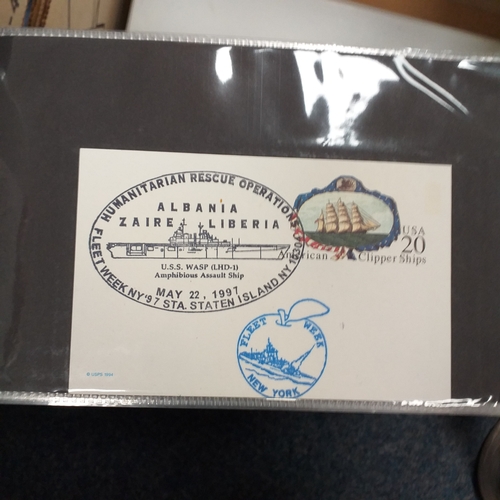 HUMANITARIAN RESCUE OPERATIONS
ALBANIA
ZAIRE LIBERIA
U.S.S. WASP (LHD-1)
Amphibious Assault Ship
MAY 22, 1997
FLEET WEEK NY '97 STA. STATEN ISLAND NY
USA
20
American Clipper Ships
FLEET WEEK
NEW YORK
© USPS